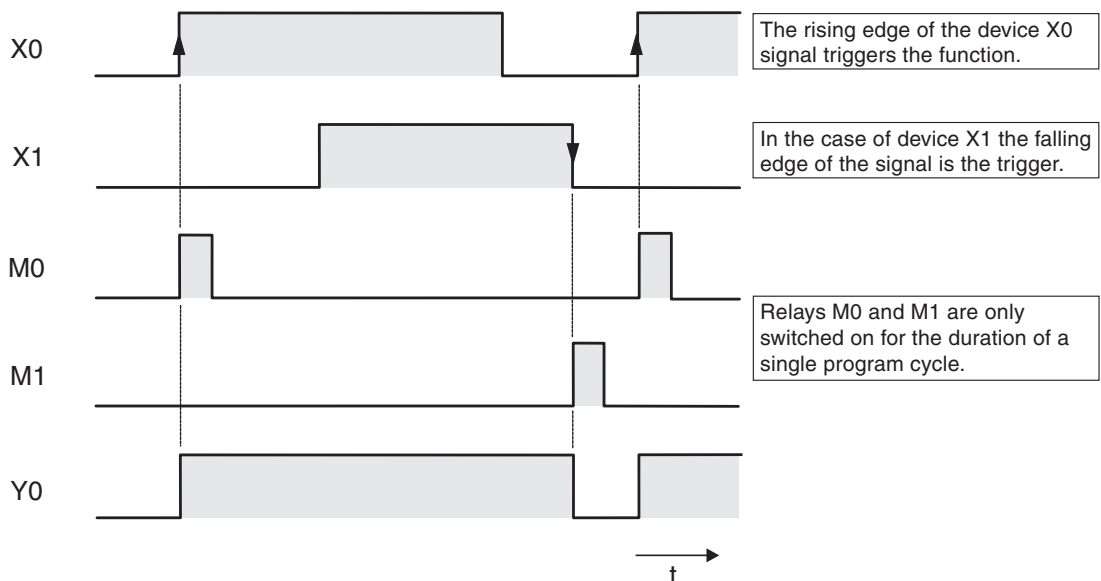 X0
The rising edge of the device X0
signal triggers the function.
X1
In the case of device X1 the falling
edge of the signal is the trigger.
M0
Relays M0 and M1 are only
switched on for the duration of a
single program cycle.
M1
Y0
t